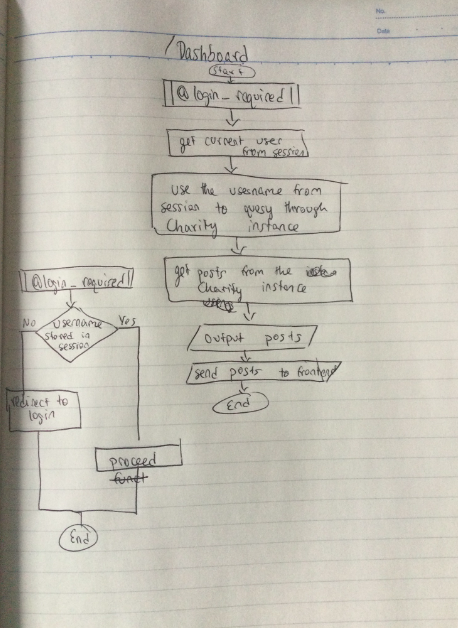 No.
Date
/Dashboard
Start
@login_required
get current user
from session
use the username from
session to query through
Charity instance
get posts from the
Charity instance
output posts
send posts to frontend
End
@login_required
No
username
stored in
session
Yes
redirect to
login
proceed
funct
End